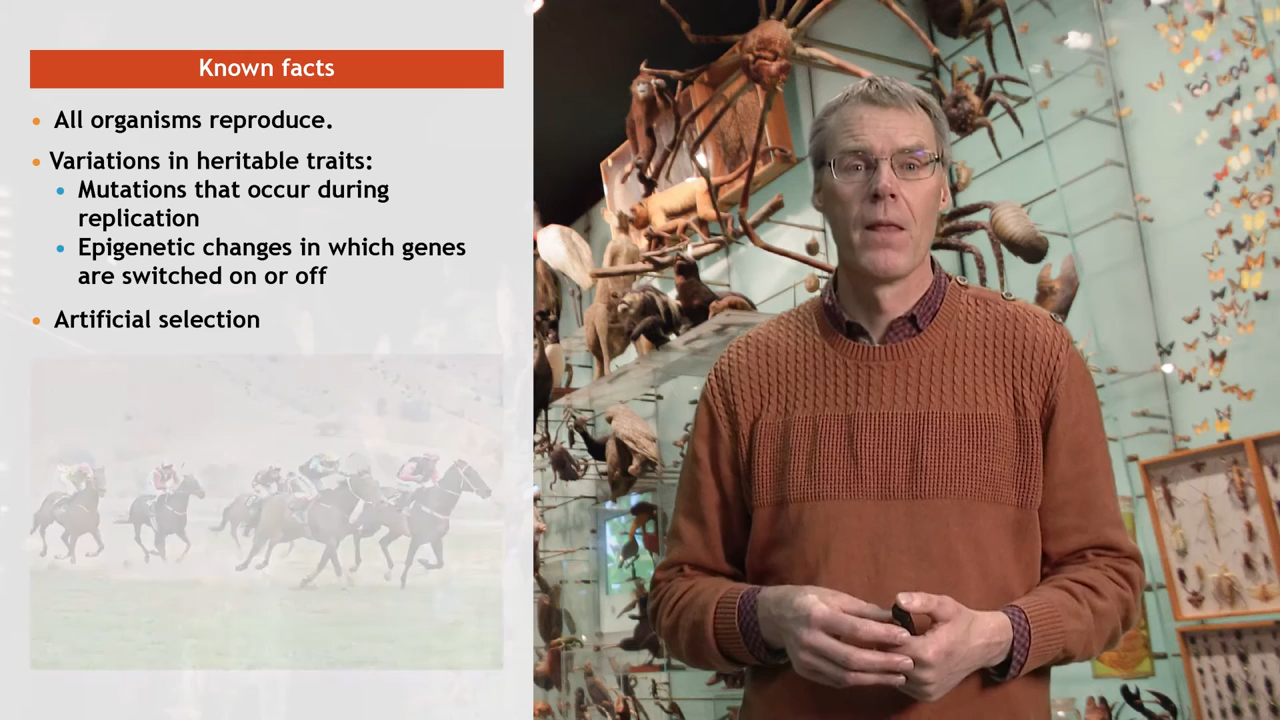 Known facts
• All organisms reproduce.
• Variations in heritable traits:
• Mutations that occur during
replication
• Epigenetic changes in which genes
are switched on or off
• Artificial selection